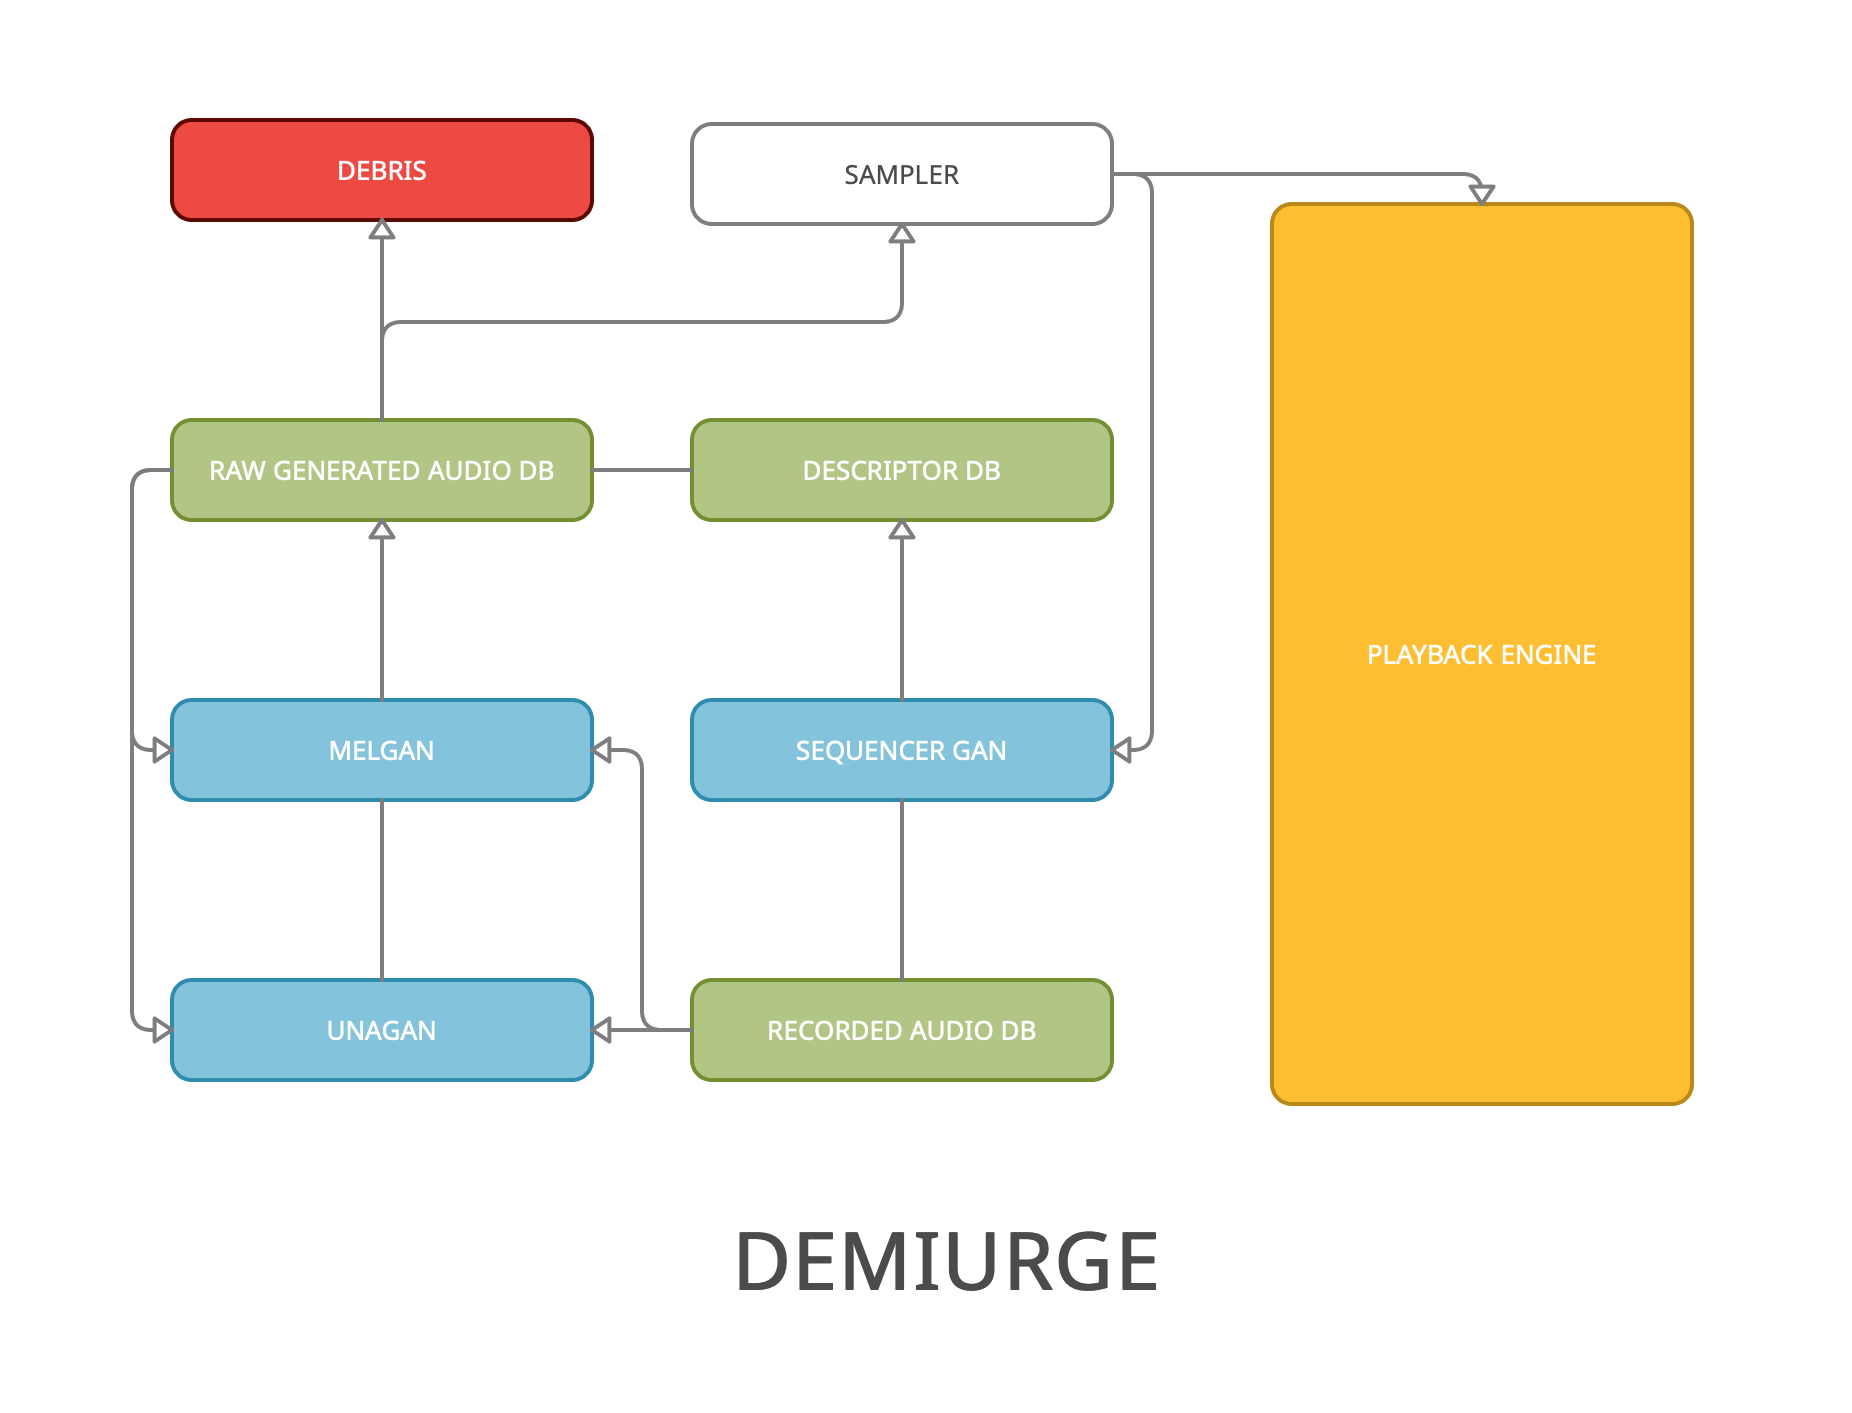 DEBRIS
SAMPLER
RAW GENERATED AUDIO DB
DESCRIPTOR DB
PLAYBACK ENGINE
MELGAN
SEQUENCER GAN
UNAGAN
RECORDED AUDIO DB
DEMIURGE